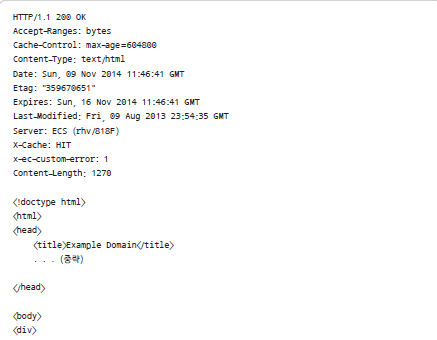 HTTP/1.1 200 OK
Accept-Ranges: bytes
Cache-Control: max-age=604800
Content-Type: text/html
Date: Sun, 09 Nov 2014 11:46:41 GMT
Etag: "359670651"
Expires: Sun, 16 Nov 2014 11:46:41 GMT
Last-Modified: Fri, 09 Aug 2013 23:54:35 GMT
Server: ECS (rhv/818F)
X-Cache: HIT
x-ec-custom-error: 1
Content-Length: 1270

<!doctype html>
<html>
<head>
    <title>Example Domain</title>
    . . . (중략)

</head>

<body>
<div>